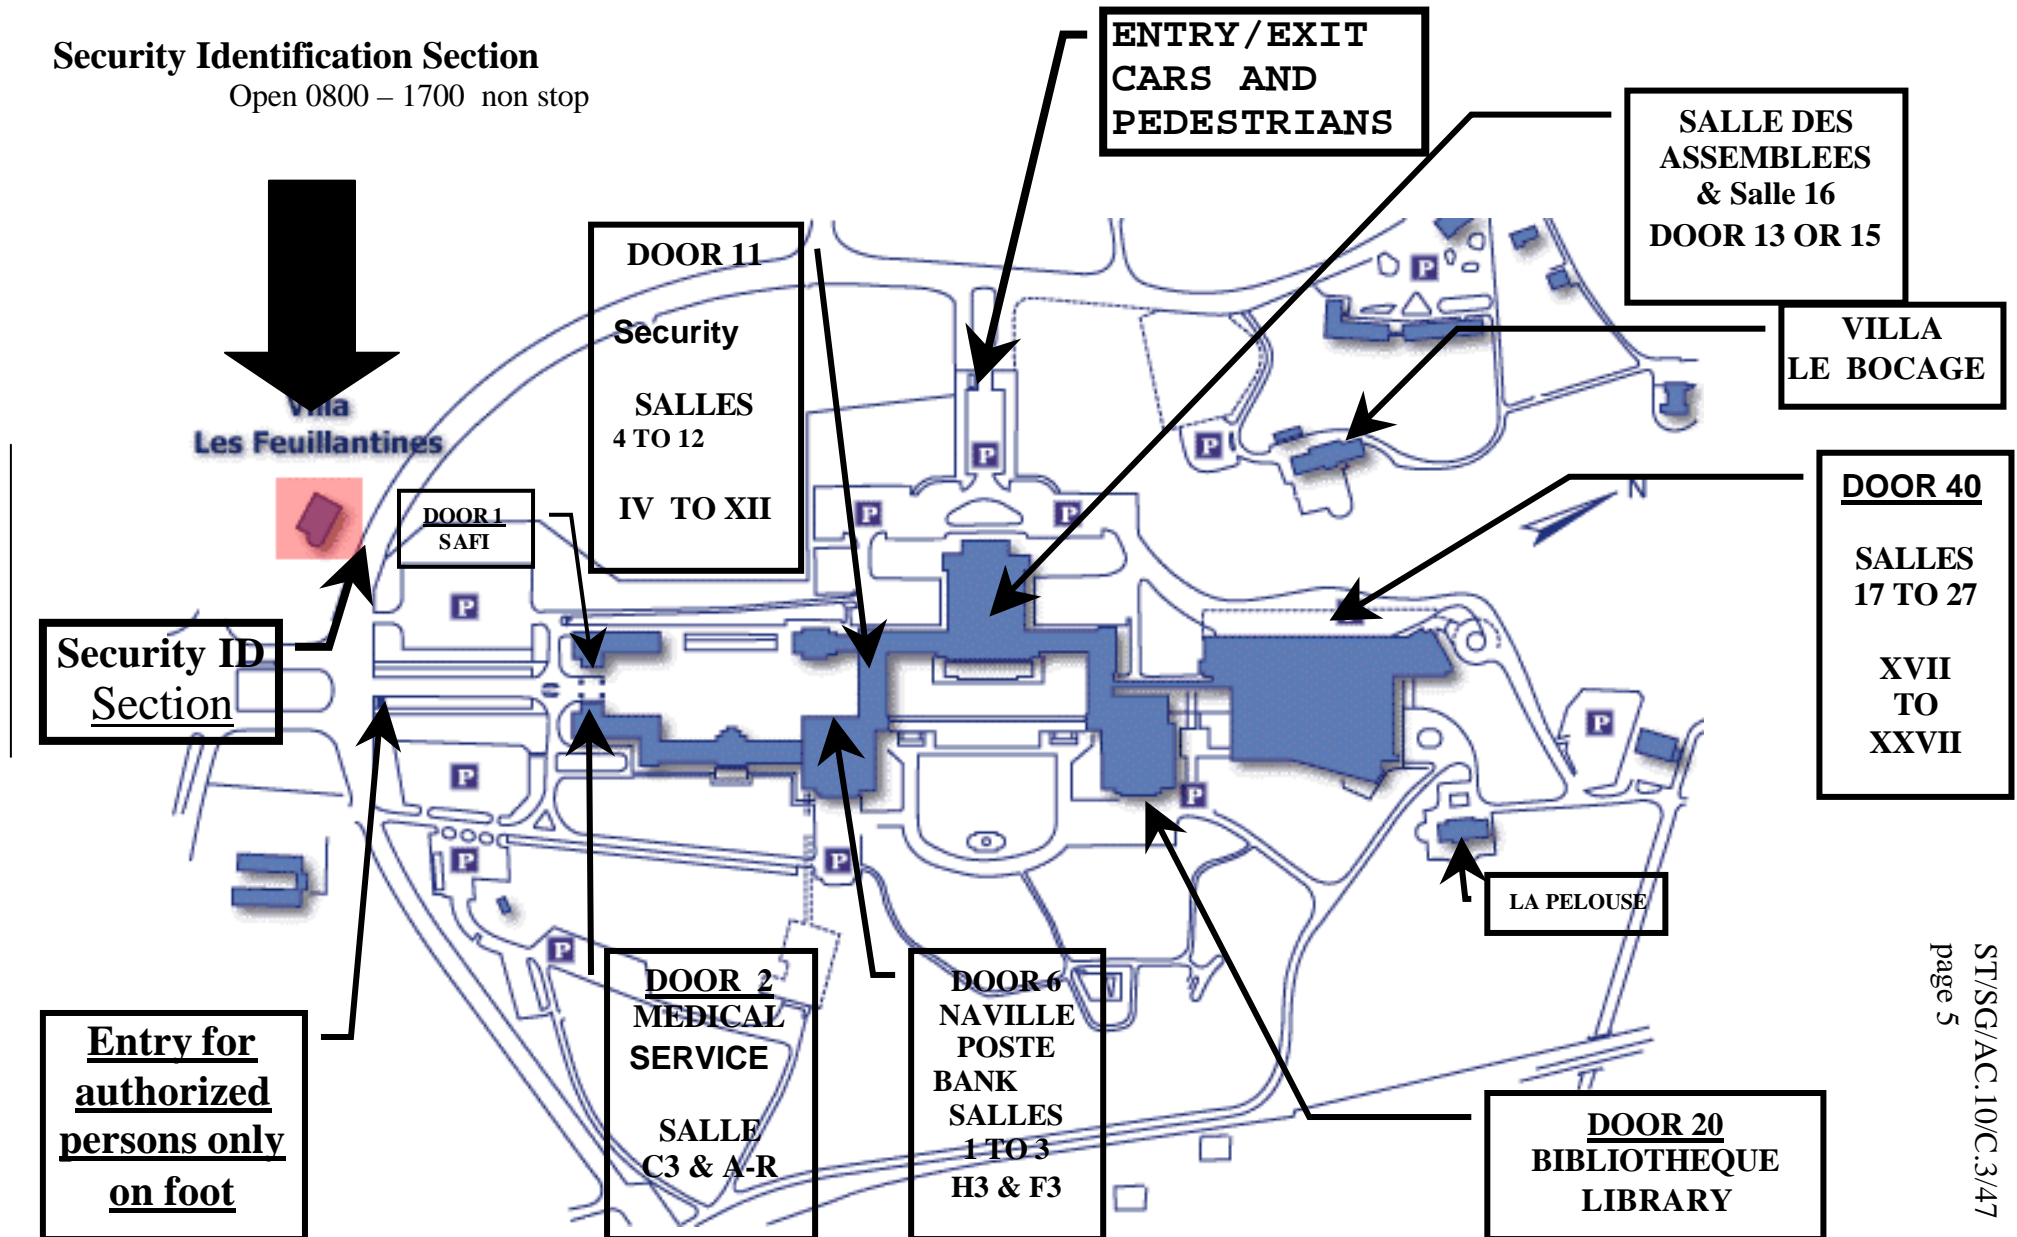 Security Identification Section
Open 0800 – 1700 non stop
ENTRY/EXIT
CARS AND
PEDESTRIANS
SALLE DES
ASSEMBLEES
& Salle 16
DOOR 13 OR 15
VILLA
LE BOCAGE
DOOR 11
Security
SALLES
4 TO 12
IV TO XII
Villa
Les Feuillantines
DOOR 1
SAFI
Security ID
Section
N
DOOR 40
SALLES
17 TO 27
XVII
TO
XXVII
P
P
P
P
P
P
P
P
P
P
P
P
LA PELOUSE
Entry for
authorized
persons only
on foot
DOOR 2
MEDICAL
SERVICE
SALLE
C3 & A-R
DOOR 6
NAVILLE
POSTE
BANK
SALLES
1 TO 3
H3 & F3
DOOR 20
BIBLIOTHEQUE
LIBRARY
ST/SG/AC.10/C.3/47
page 5